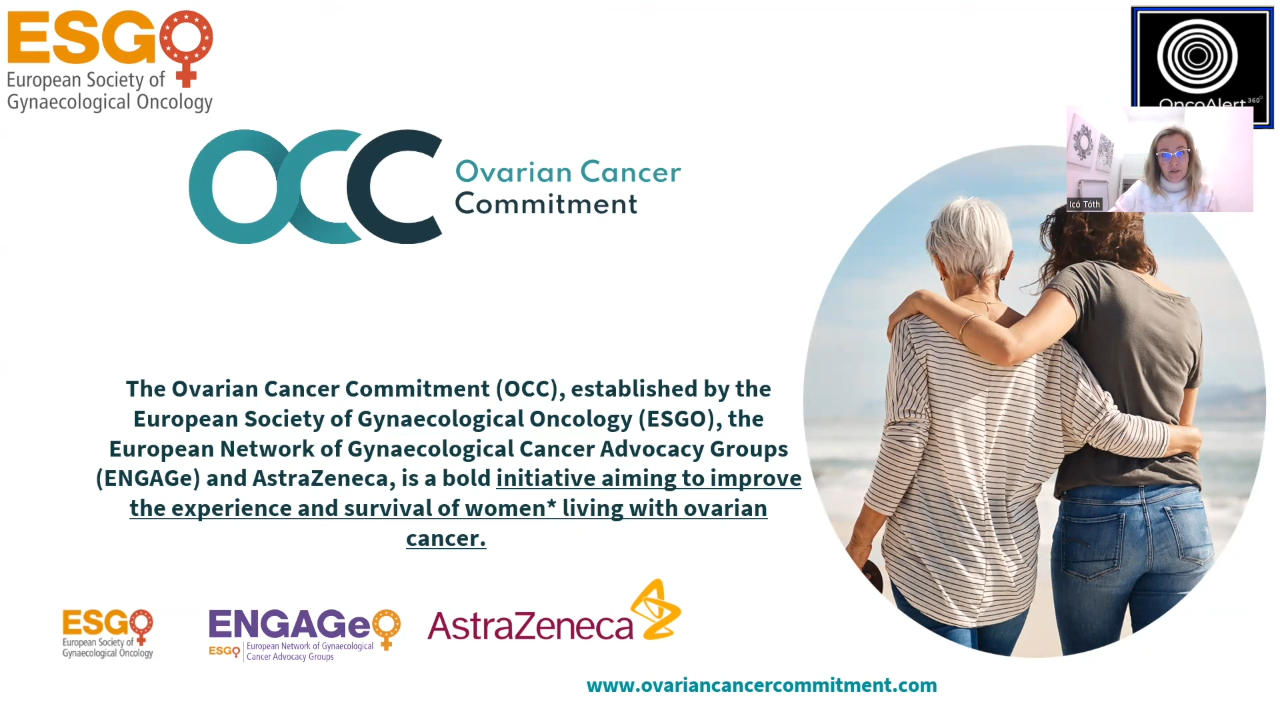 ESGO
European Society of
Gynaecological Oncology
OncoAlert 360°
Icó Tóth
OCC
Ovarian Cancer
Commitment
The Ovarian Cancer Commitment (OCC), established by the
European Society of Gynaecological Oncology (ESGO), the
European Network of Gynaecological Cancer Advocacy Groups
(ENGAGe) and AstraZeneca, is a bold initiative aiming to improve
the experience and survival of women* living with ovarian
cancer.
ESGO
European Society of
Gynaecological Oncology
ENGAGeO
ESGO European Network of Gynaecological
Cancer Advocacy Groups
AstraZeneca
www.ovariancancercommitment.com